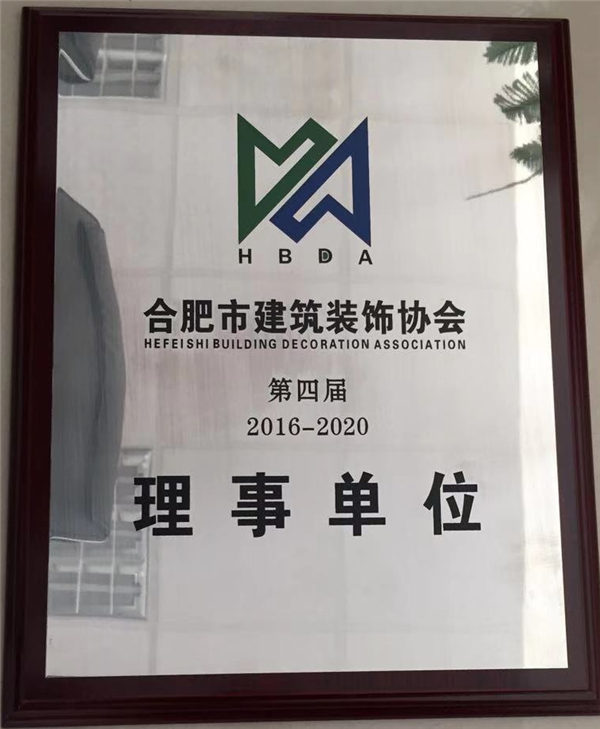 HBDA
合肥市建筑装饰协会
HEFEISHI BUILDING DECORATION ASSOCIATION
第四届
2016-2020
理事单位